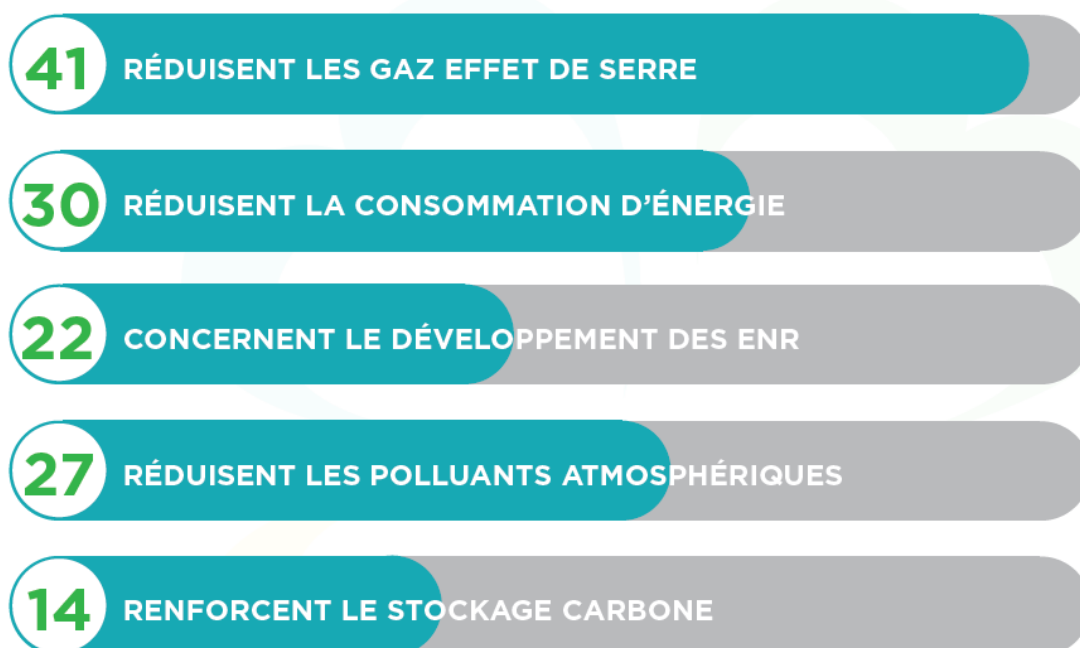 41 RÉDUISENT LES GAZ EFFET DE SERRE
30 RÉDUISENT LA CONSOMMATION D'ÉNERGIE
22 CONCERNENT LE DÉVELOPPEMENT DES ENR
27 RÉDUISENT LES POLLUANTS ATMOSPHÉRIQUES
14 RENFORCENT LE STOCKAGE CARBONE